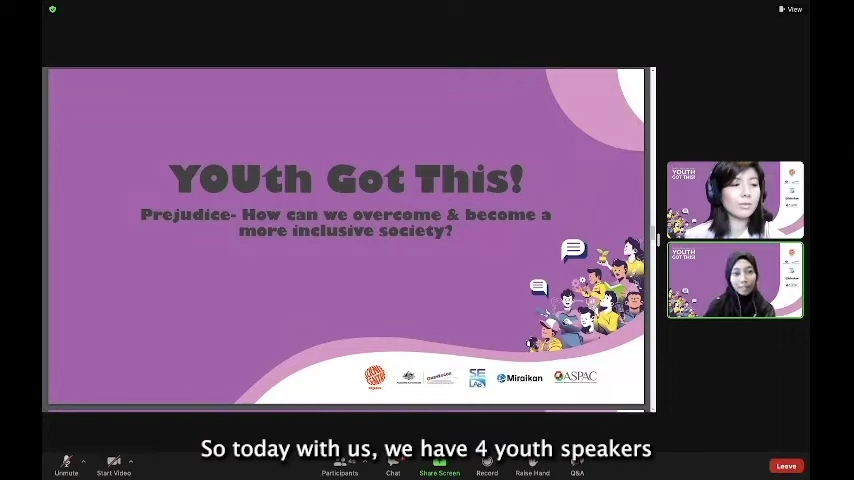 View
YOUth Got This!
Prejudice- How can we overcome & become a
more inclusive society?
YOUTH
GOT THIS!
YOUTH
GOT THIS!
SE
LAB
Miraikan
ASPAC
So today with us, we have 4 youth speakers
Unmute
Start Video
Participants
Chat
Share Screen
Record
Raise Hand
Q&A
Leave